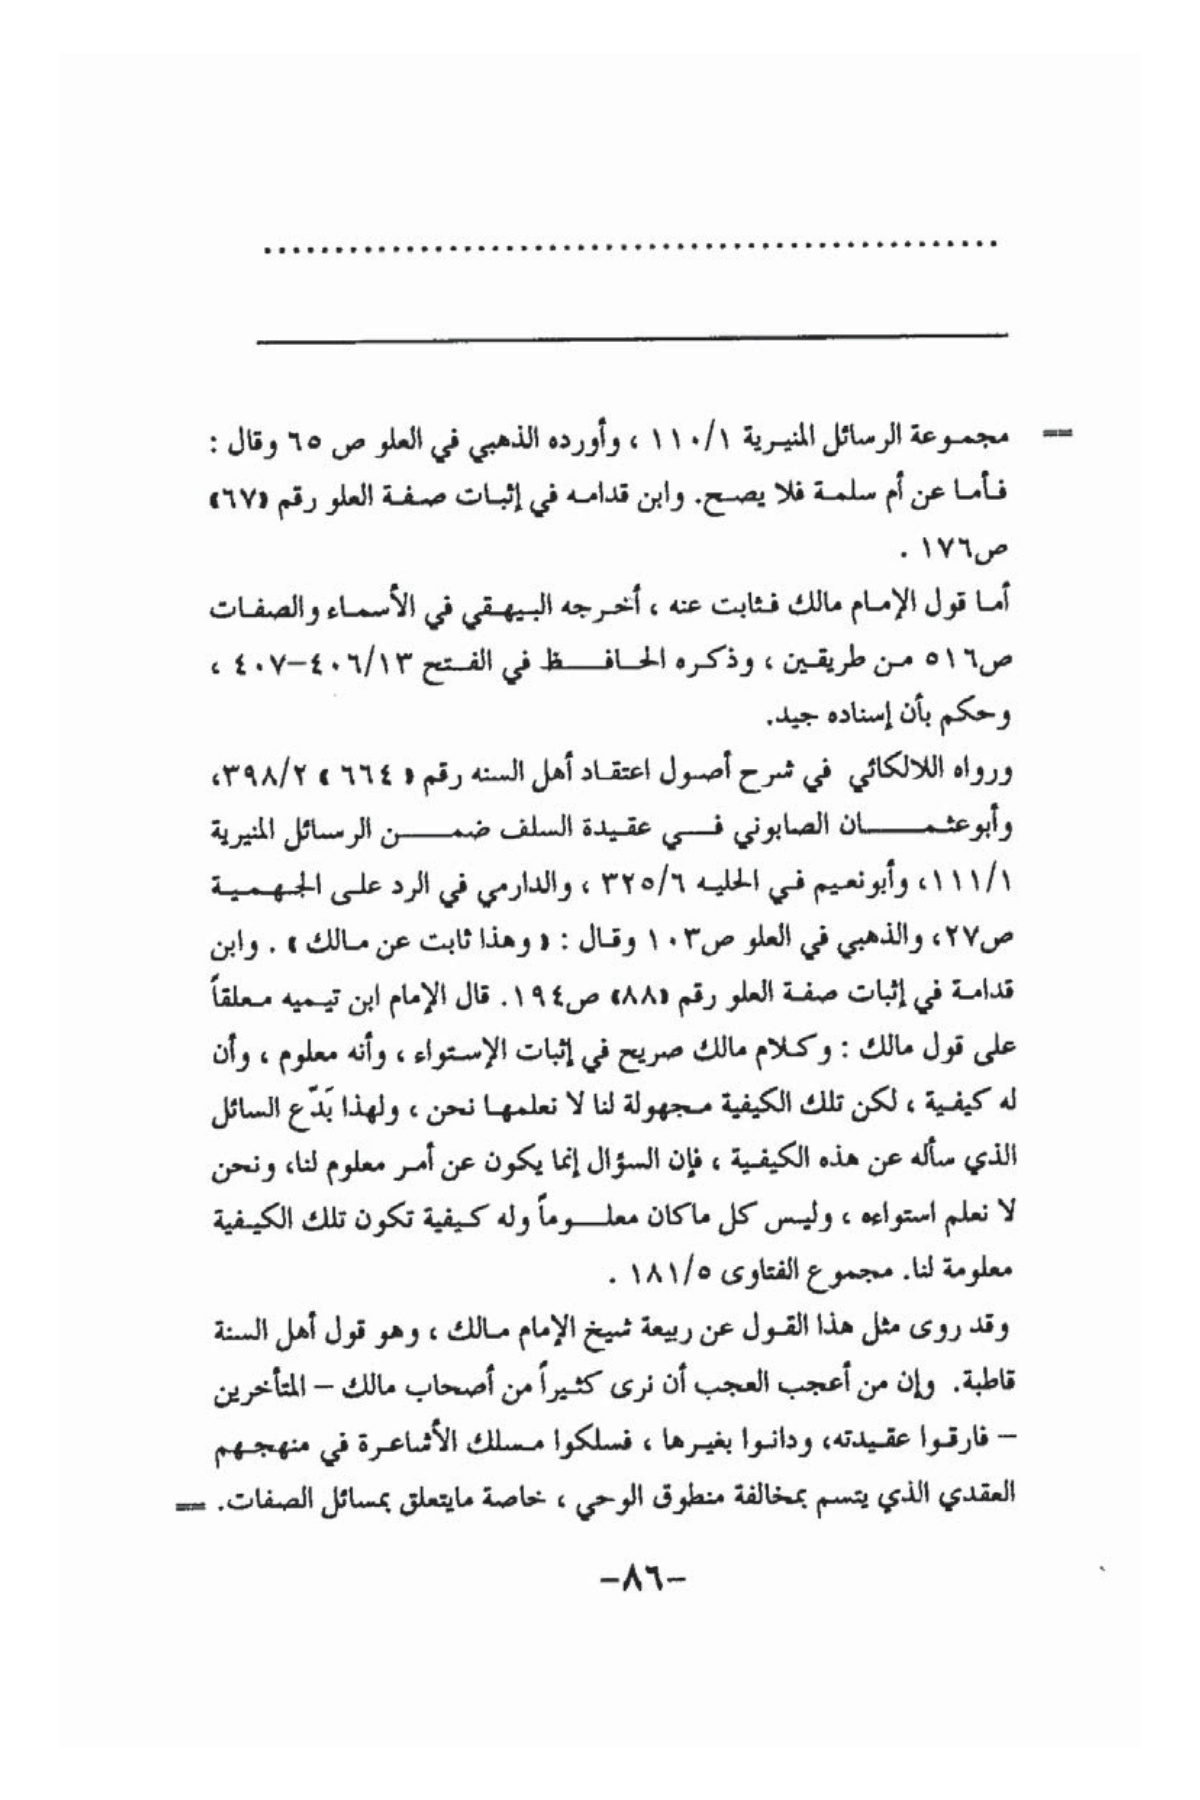 ..................................................
== مجموعة الرسائل المنيرية ١١٠/١ ، وأورده الذهبي في العلو ص ٦٥ وقال :
فأما عن أم سلمة فلا يصح. وابن قدامه في إثبات صفة العلو رقم «٦٧»
ص١٧٦ .
أما قول الإمام مالك فثابت عنه ، أخرجه البيهقي في الأسماء والصفات
ص٥١٦ من طريقين ، وذكره الحافظ في الفتح ٤٠٦/١٣-٤٠٧ ،
وحكم بأن إسناده جيد.
ورواه اللالكائي في شرح أصول اعتقاد أهل السنه رقم « ٦٦٤ » ٣٩٨/٢،
وأبوعثمان الصابوني في عقيدة السلف ضمن الرسائل المنيرية
١١١/١، وأبونعيم في الحليه ٣٢٥/٦ ، والدارمي في الرد على الجهمية
ص٢٧، والذهبي في العلو ص١٠٣ وقال : « وهذا ثابت عن مالك » . وابن
قدامة في إثبات صفة العلو رقم «٨٨» ص١٩٤. قال الإمام ابن تيميه معلقاً
على قول مالك : وكلام مالك صريح في إثبات الإستواء ، وأنه معلوم ، وأن
له كيفية ، لكن تلك الكيفية مجهولة لنا لا نعلمها نحن ، ولهذا بَدّع السائل
الذي سأله عن هذه الكيفية ، فإن السؤال إنما يكون عن أمر معلوم لنا، ونحن
لا نعلم استواءه ، وليس كل ماكان معلوماً وله كيفية تكون تلك الكيفية
معلومة لنا. مجموع الفتاوى ١٨١/٥ .
وقد روى مثل هذا القول عن ربيعة شيخ الإمام مالك ، وهو قول أهل السنة
قاطبة. وإن من أعجب العجب أن نرى كثيراً من أصحاب مالك – المتأخرين
– فارقوا عقيدته، ودانوا بغيرها ، فسلكوا مسلك الأشاعرة في منهجهم
العقدي الذي يتسم بمخالفة منطوق الوحي ، خاصة مايتعلق بمسائل الصفات. ==
-٨٦-